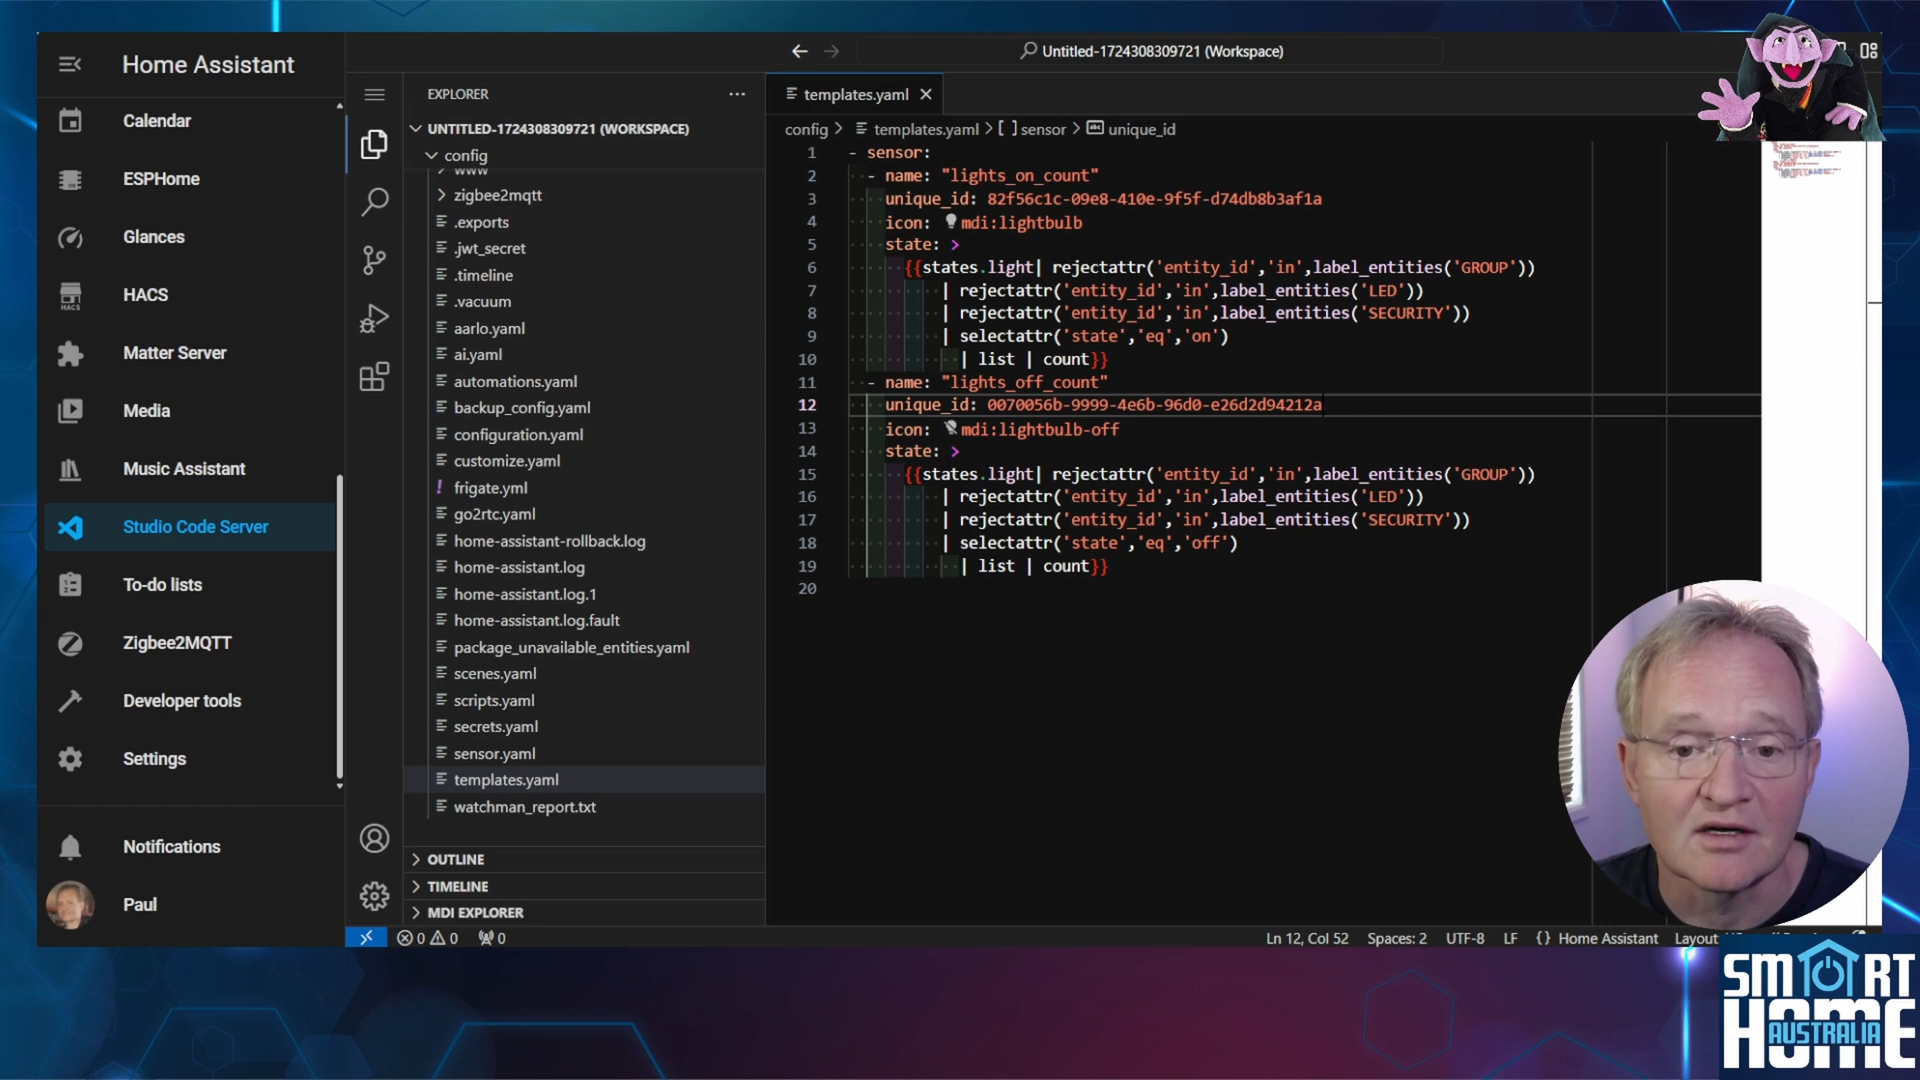 Home Assistant
Calendar
ESPHome
Glances
HACS
HACS
Matter Server
Media
Music Assistant
Studio Code Server
To-do lists
Zigbee2MQTT
Developer tools
Settings
Notifications
Paul
Untitled-1724308309721 (Workspace)
EXPLORER
UNTITLED-1724308309721 (WORKSPACE)
config
www
zigbee2mqtt
.exports
.jwt_secret
.timeline
.vacuum
aarlo.yaml
ai.yaml
automations.yaml
backup_config.yaml
configuration.yaml
customize.yaml
frigate.yml
go2rtc.yaml
home-assistant-rollback.log
home-assistant.log
home-assistant.log.1
home-assistant.log.fault
package_unavailable_entities.yaml
scenes.yaml
scripts.yaml
secrets.yaml
sensor.yaml
templates.yaml
watchman_report.txt
OUTLINE
TIMELINE
MDI EXPLORER
templates.yaml
config > templates.yaml > [ ] sensor > abc unique_id
1 - sensor:
2 - name: "lights_on_count"
3 unique_id: 82f56c1c-09e8-410e-9f5f-d74db8b3af1a
4 icon: mdi:lightbulb
5 state: >
6 {{states.light| rejectattr('entity_id','in',label_entities('GROUP'))
7 | rejectattr('entity_id','in',label_entities('LED'))
8 | rejectattr('entity_id','in',label_entities('SECURITY'))
9 | selectattr('state','eq','on')
10 | list | count}}
11 - name: "lights_off_count"
12 unique_id: 0070056b-9999-4e6b-96d0-e26d2d94212a
13 icon: mdi:lightbulb-off
14 state: >
15 {{states.light| rejectattr('entity_id','in',label_entities('GROUP'))
16 | rejectattr('entity_id','in',label_entities('LED'))
17 | rejectattr('entity_id','in',label_entities('SECURITY'))
18 | selectattr('state','eq','off')
19 | list | count}}
20
0 0 0
Ln 12, Col 52 Spaces: 2 UTF-8 LF {} Home Assistant Layout
SMART
HOME
AUSTRALIA